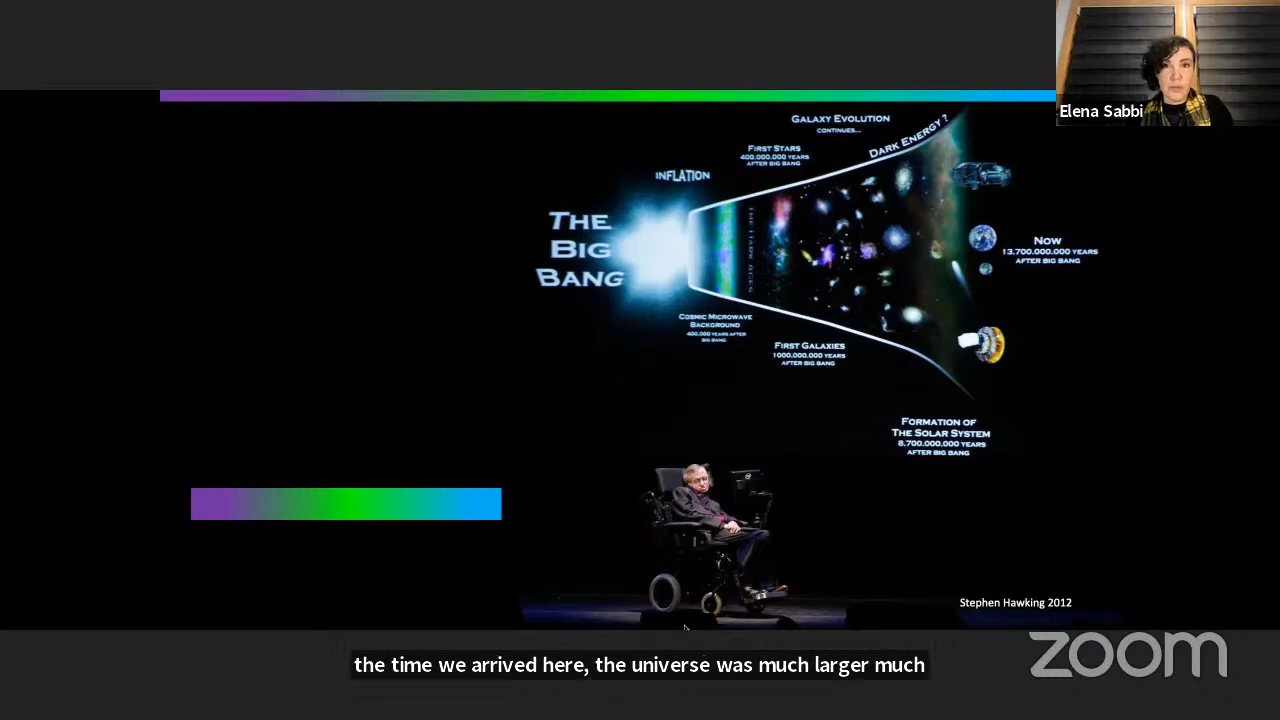 Elena Sabbi
GALAXY EVOLUTION
CONTINUES...
DARK ENERGY ?
FIRST STARS
400.000.000 YEARS
AFTER BIG BANG
INFLATION
THE
BIG
BANG
THE DARK AGES
NOW
13.700.000.000 YEARS
AFTER BIG BANG
COSMIC MICROWAVE
BACKGROUND
400.000 YEARS AFTER
BIG BANG
FIRST GALAXIES
1000.000.000 YEARS
AFTER BIG BANG
FORMATION OF
THE SOLAR SYSTEM
8.700.000.000 YEARS
AFTER BIG BANG
Stephen Hawking 2012
the time we arrived here, the universe was much larger much
zoom